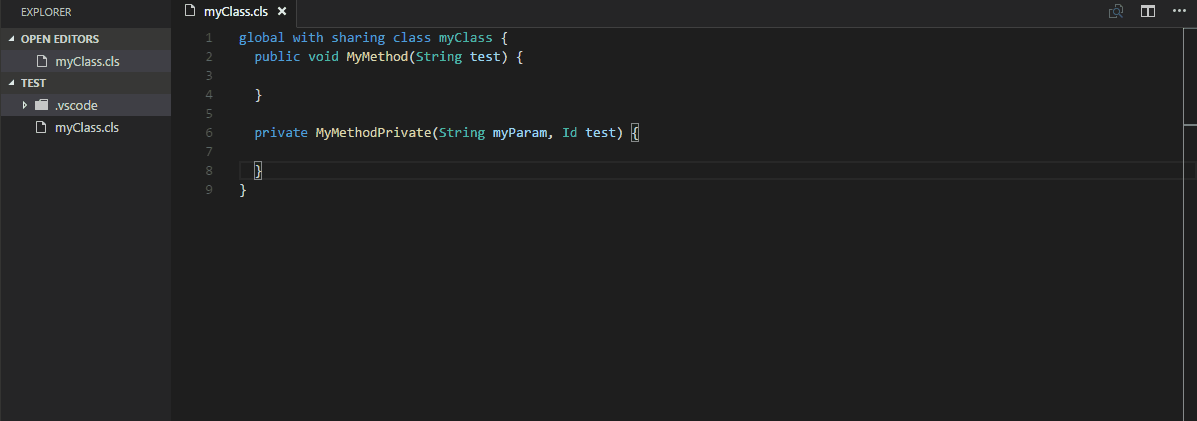 EXPLORER
OPEN EDITORS
myClass.cls
TEST
.vscode
myClass.cls
myClass.cls
1 global with sharing class myClass {
2   public void MyMethod(String test) {
3
4   }
5
6   private MyMethodPrivate(String myParam, Id test) {
7
8   }
9 }